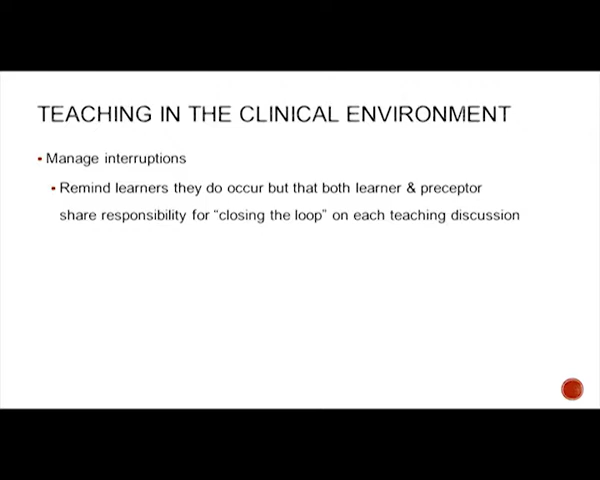 TEACHING IN THE CLINICAL ENVIRONMENT
▪ Manage interruptions
▪ Remind learners they do occur but that both learner & preceptor
share responsibility for “closing the loop” on each teaching discussion